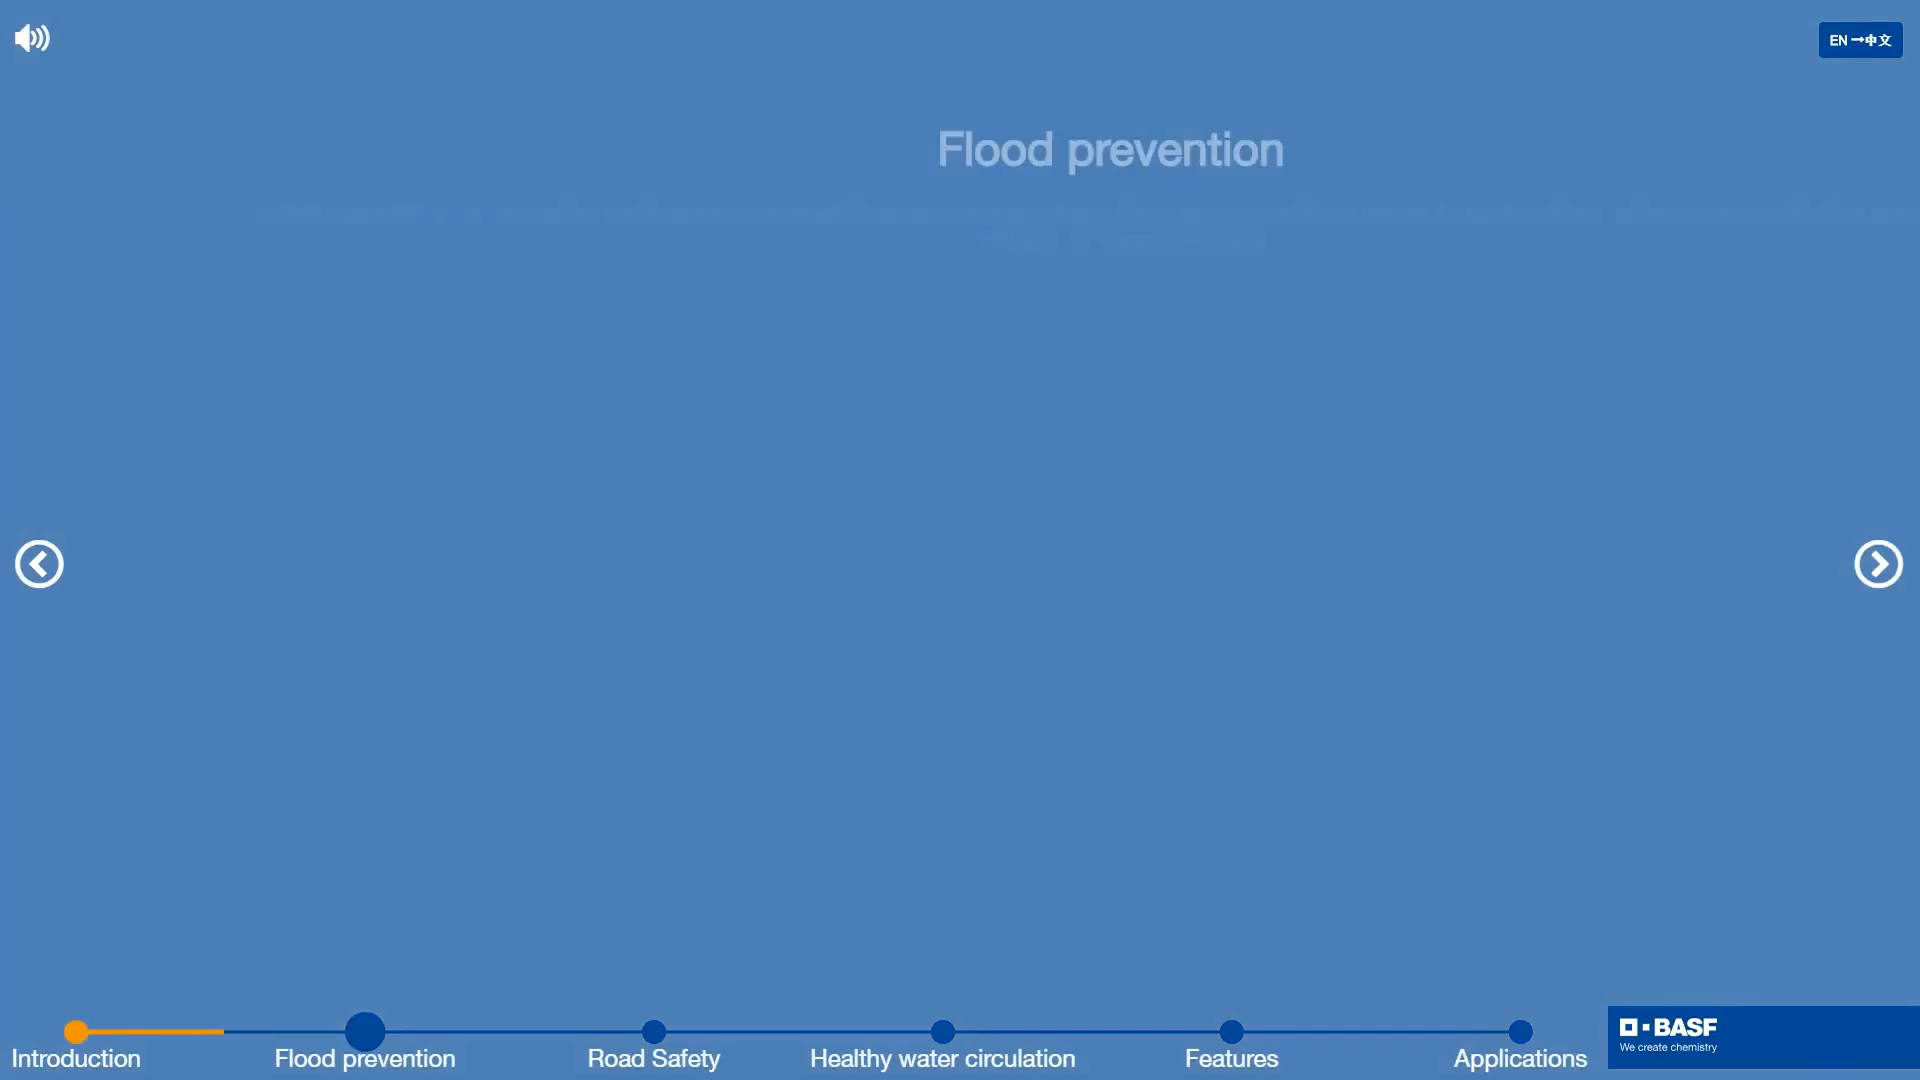 EN→中文
Flood prevention
Introduction
Flood prevention
Road Safety
Healthy water circulation
Features
Applications
BASF
We create chemistry